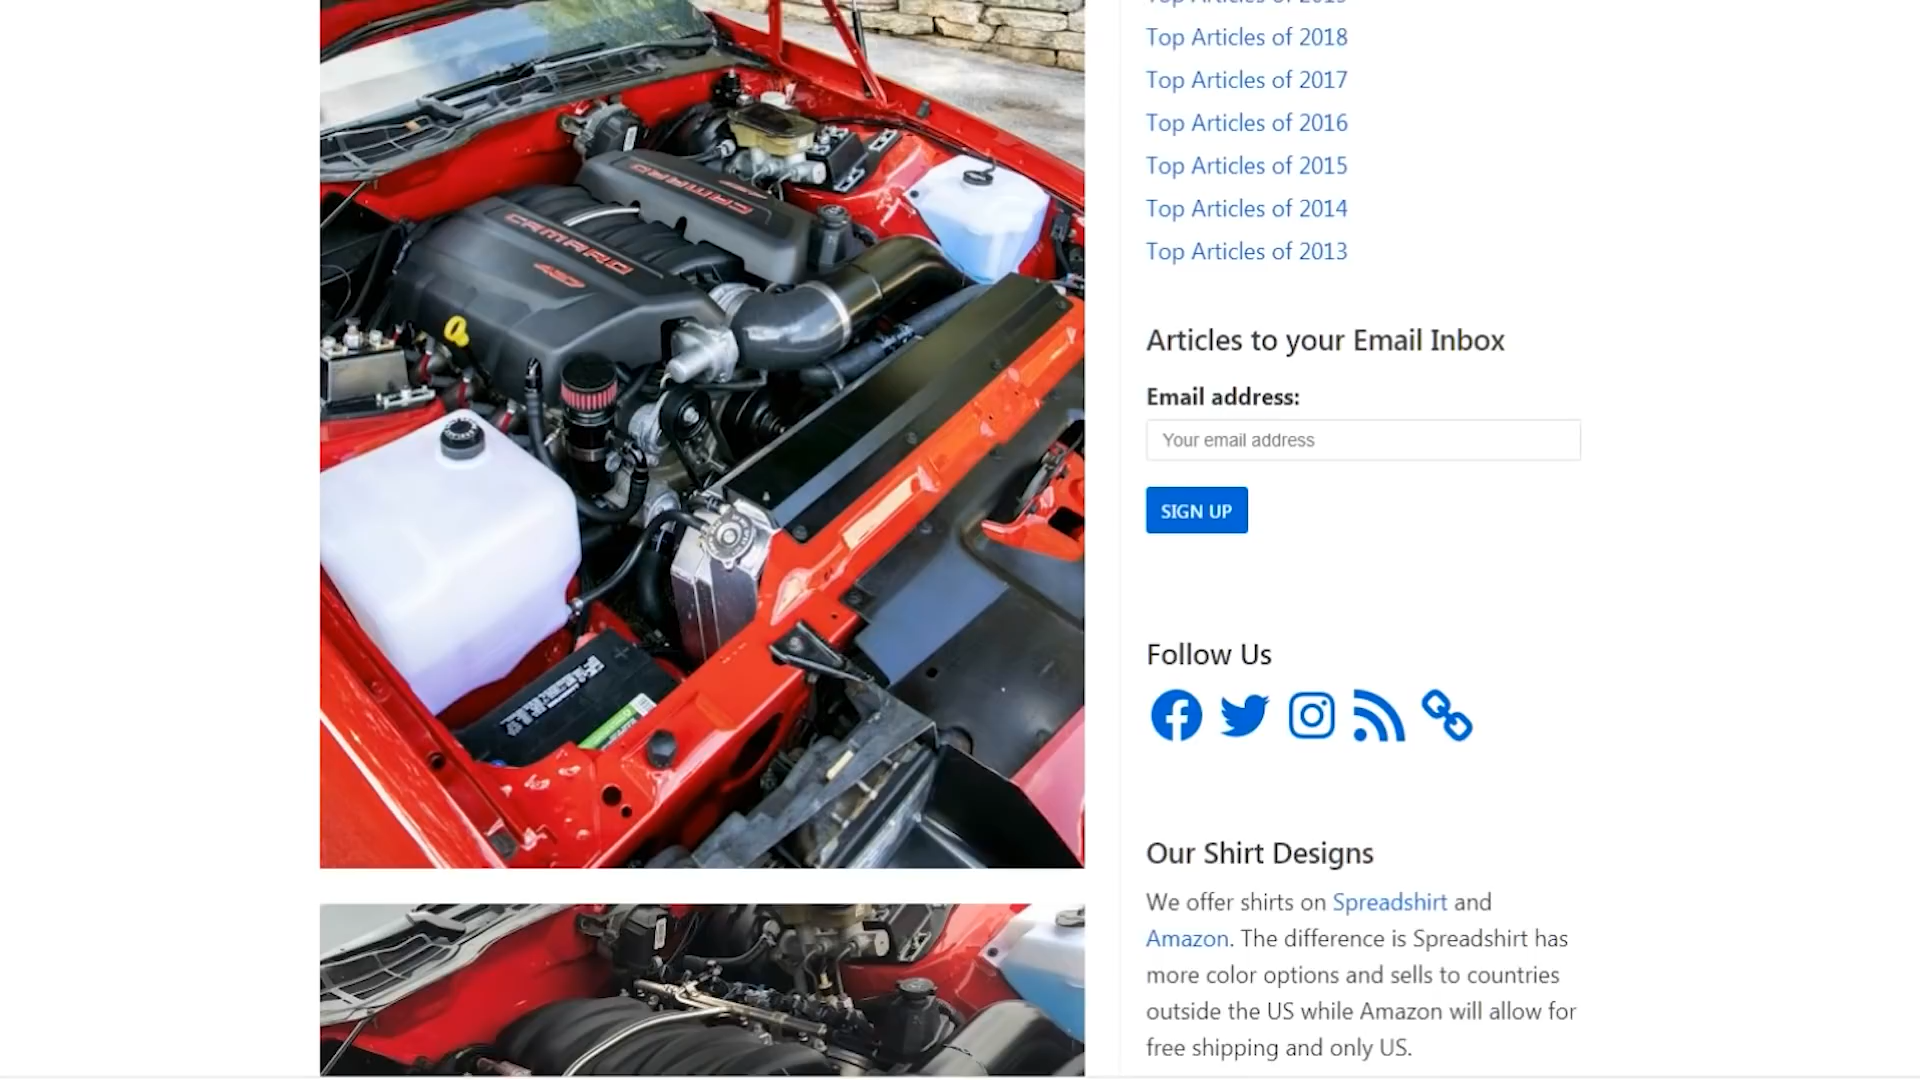 Top Articles of 2018
Top Articles of 2017
Top Articles of 2016
Top Articles of 2015
Top Articles of 2014
Top Articles of 2013
Articles to your Email Inbox
Email address:
Your email address
SIGN UP
Follow Us
Our Shirt Designs
We offer shirts on Spreadshirt and
Amazon. The difference is Spreadshirt has
more color options and sells to countries
outside the US while Amazon will allow for
free shipping and only US.
CAMARO
CAMARO